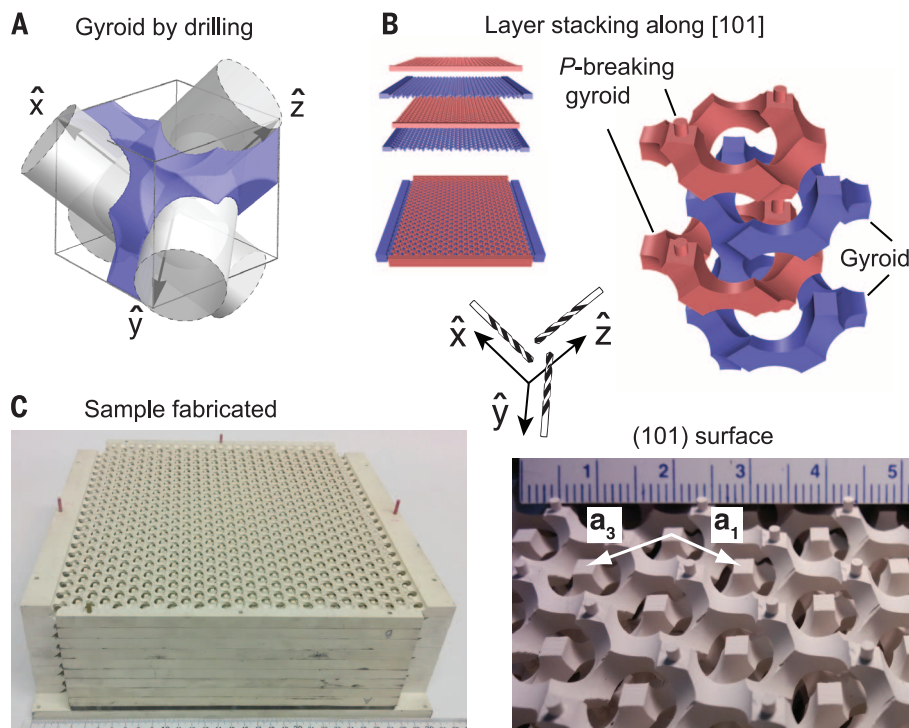 A Gyroid by drilling
x̂
ẑ
ŷ
B Layer stacking along [101]
P-breaking
gyroid
Gyroid
x̂
ẑ
ŷ
C Sample fabricated
(101) surface
1 2 3 4 5
a₃ a₁